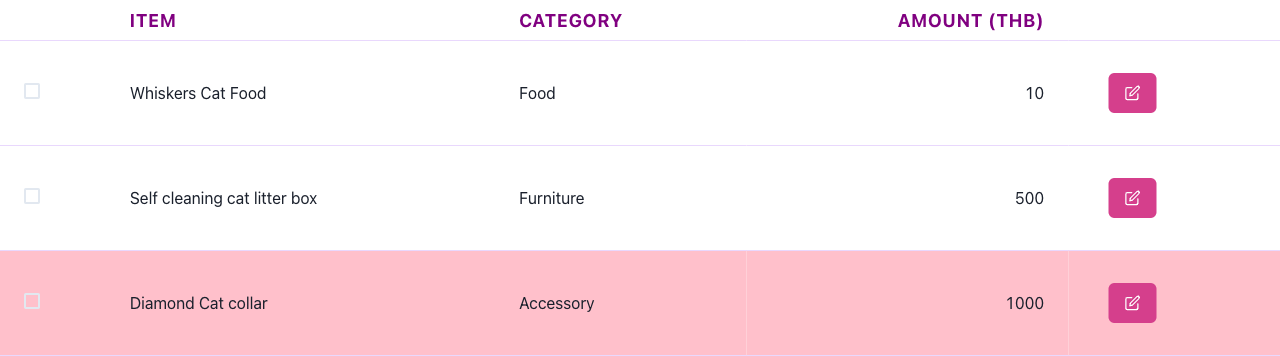 ITEM CATEGORY AMOUNT (THB)
Whiskers Cat Food Food 10
Self cleaning cat litter box Furniture 500
Diamond Cat collar Accessory 1000